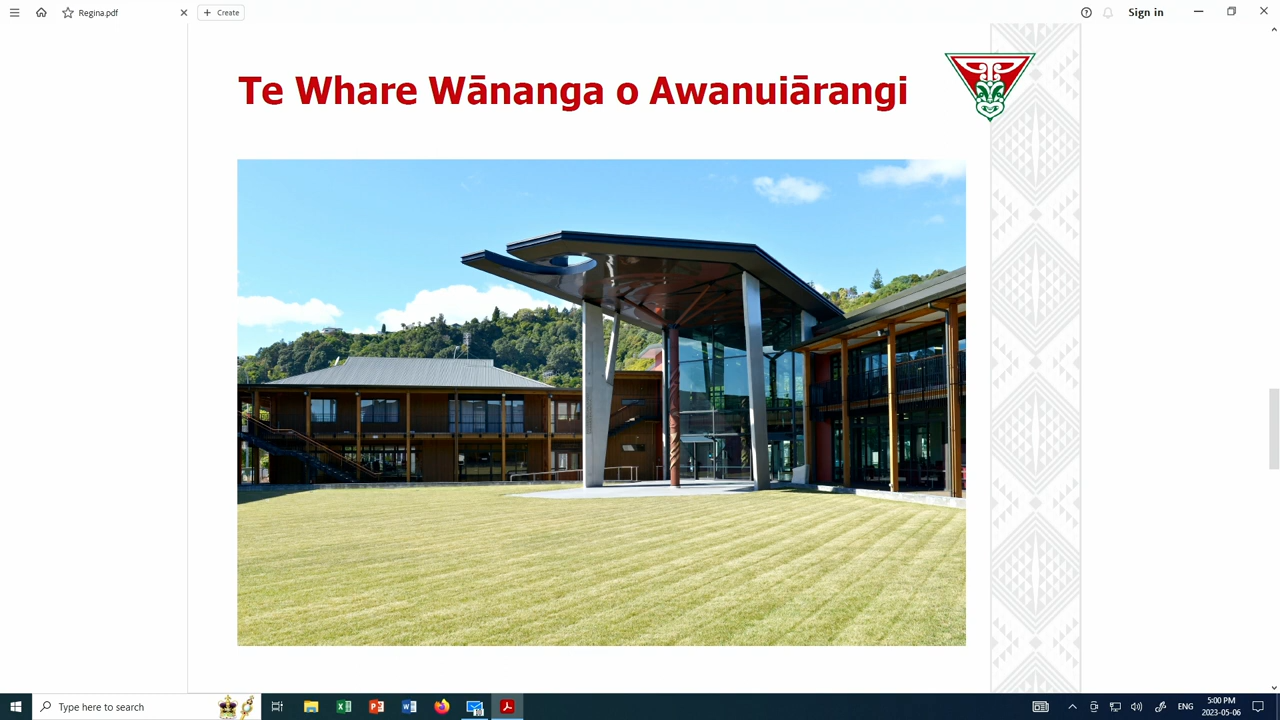 Regina.pdf
Create
Sign in
Te Whare Wānanga o Awanuiārangi
Type here to search
ENG
5:00 PM
2023-05-06